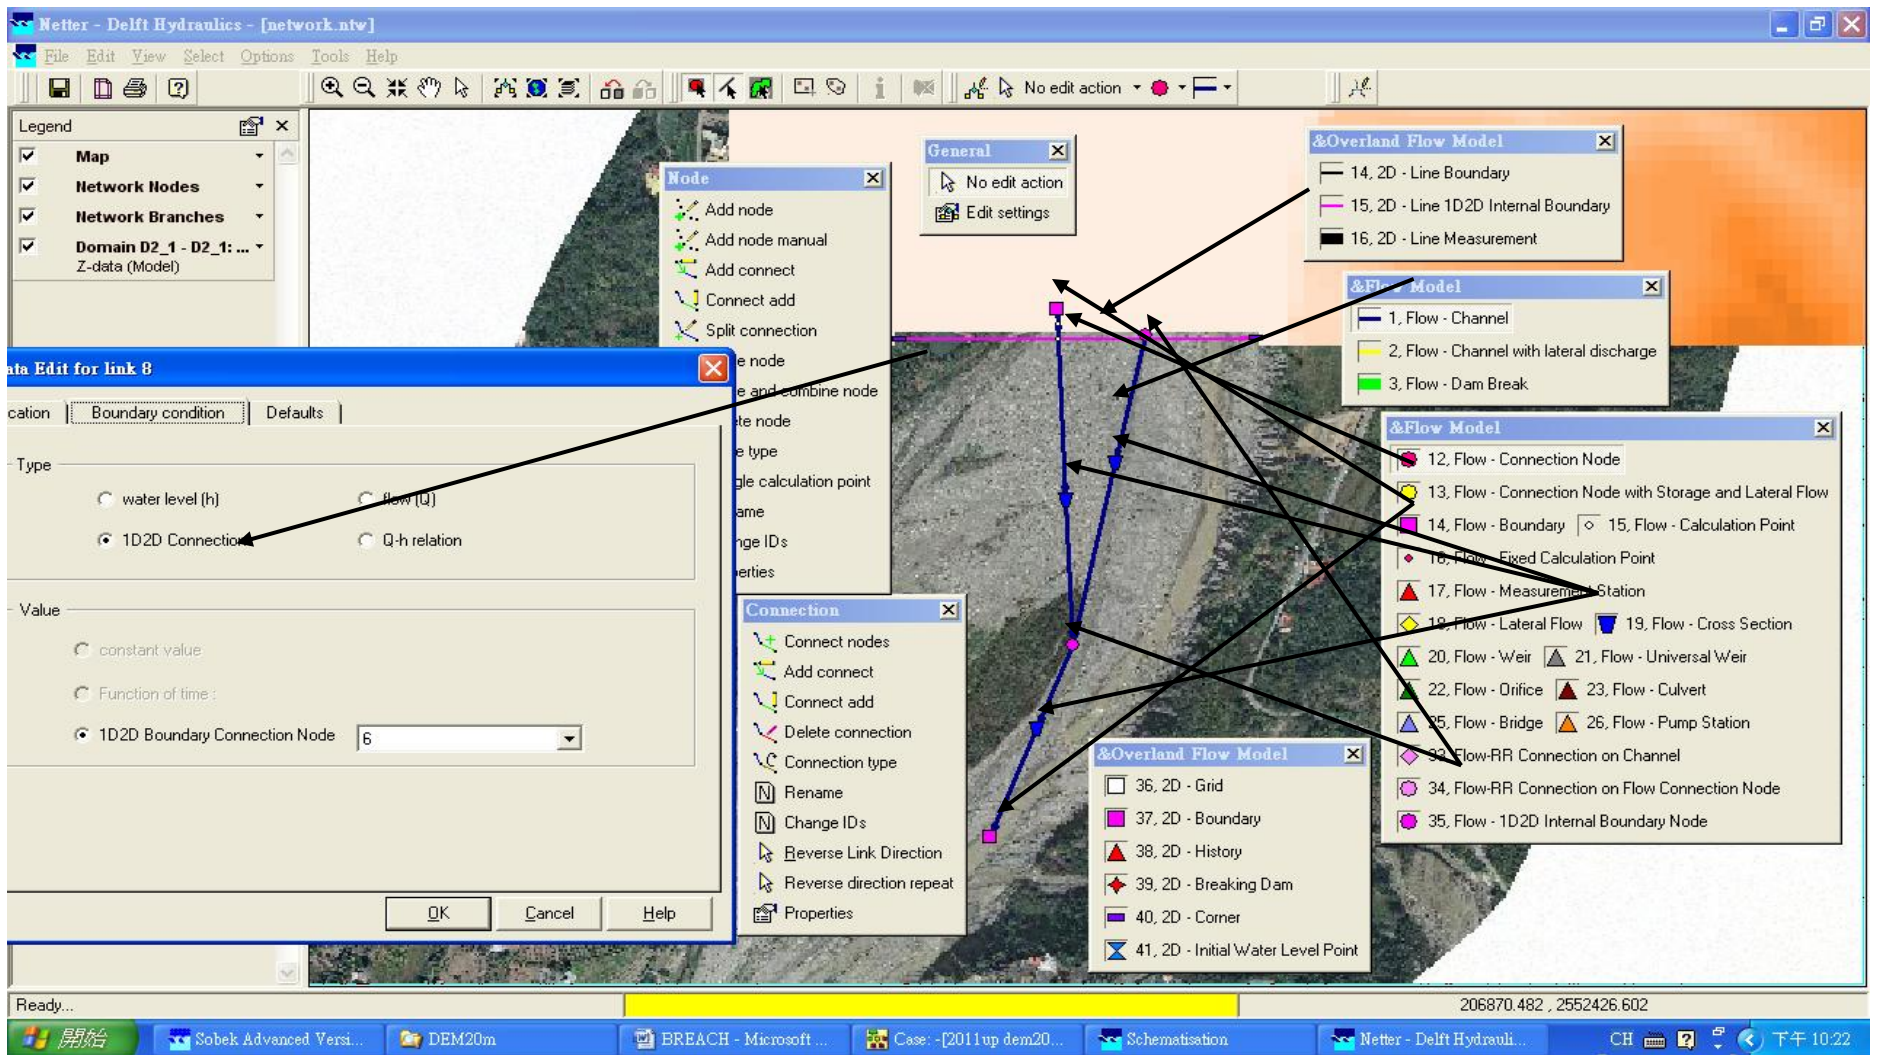 Netter - Delft Hydraulics - [network.ntw]
File Edit View Select Options Tools Help
No edit action
Legend
Map
Network Nodes
Network Branches
Domain D2_1 - D2_1: ...
Z-data (Model)
Node
Add node
Add node manual
Add connect
Connect add
Split connection
e node
e and combine node
te node
e type
gle calculation point
ame
nge IDs
erties
General
No edit action
Edit settings
&Overland Flow Model
14, 2D - Line Boundary
15, 2D - Line 1D2D Internal Boundary
16, 2D - Line Measurement
&Flow Model
1, Flow - Channel
2, Flow - Channel with lateral discharge
3, Flow - Dam Break
&Flow Model
12, Flow - Connection Node
13, Flow - Connection Node with Storage and Lateral Flow
14, Flow - Boundary 15, Flow - Calculation Point
16, Flow - Fixed Calculation Point
17, Flow - Measurement Station
18, Flow - Lateral Flow 19, Flow - Cross Section
20, Flow - Weir 21, Flow - Universal Weir
22, Flow - Orifice 23, Flow - Culvert
25, Flow - Bridge 26, Flow - Pump Station
33, Flow-RR Connection on Channel
34, Flow-RR Connection on Flow Connection Node
35, Flow - 1D2D Internal Boundary Node
ata Edit for link 8
cation Boundary condition Defaults
Type
water level (h) flow (Q)
1D2D Connection Q-h relation
Value
constant value
Function of time :
1D2D Boundary Connection Node 6
OK Cancel Help
Connection
Connect nodes
Add connect
Connect add
Delete connection
Connection type
Rename
Change IDs
Reverse Link Direction
Reverse direction repeat
Properties
&Overland Flow Model
36, 2D - Grid
37, 2D - Boundary
38, 2D - History
39, 2D - Breaking Dam
40, 2D - Corner
41, 2D - Initial Water Level Point
Ready...
206870.482 , 2552426.602
開始 Sobek Advanced Versi... DEM20m BREACH - Microsoft ... Case: -[2011up dem20... Schematisation Netter - Delft Hydrauli... CH 下午 10:22